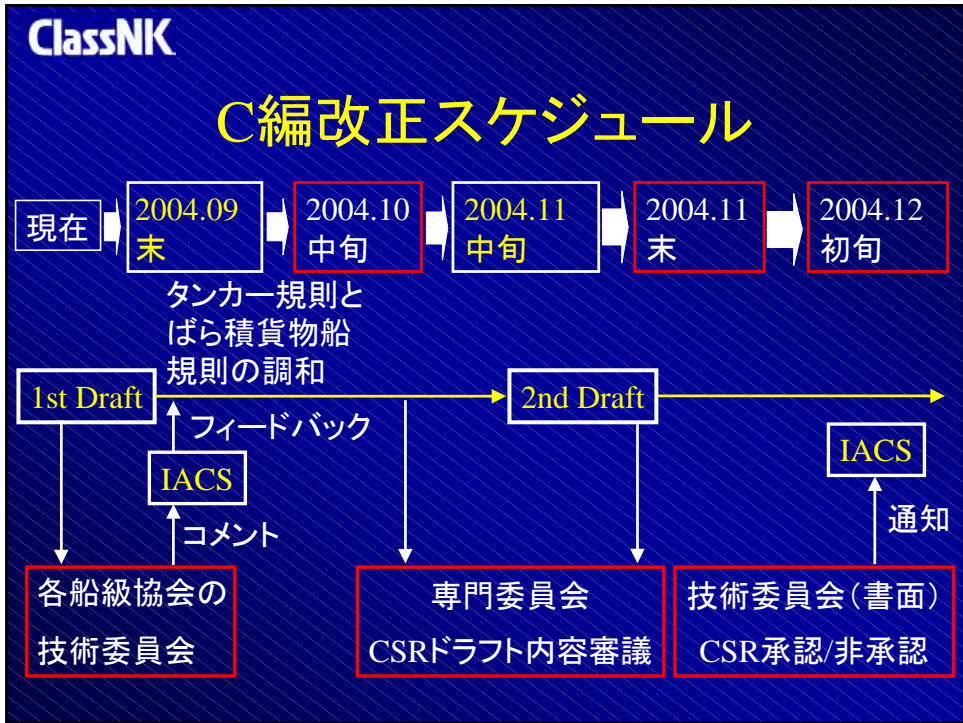 ClassNK
C編改正スケジュール
現在
2004.09
末
2004.10
中旬
2004.11
中旬
2004.11
末
2004.12
初旬
タンカー規則と
ばら積貨物船
規則の調和
1st Draft
2nd Draft
フィードバック
IACS
IACS
コメント
通知
各船級協会の
技術委員会
専門委員会
CSRドラフト内容審議
技術委員会(書面)
CSR承認/非承認